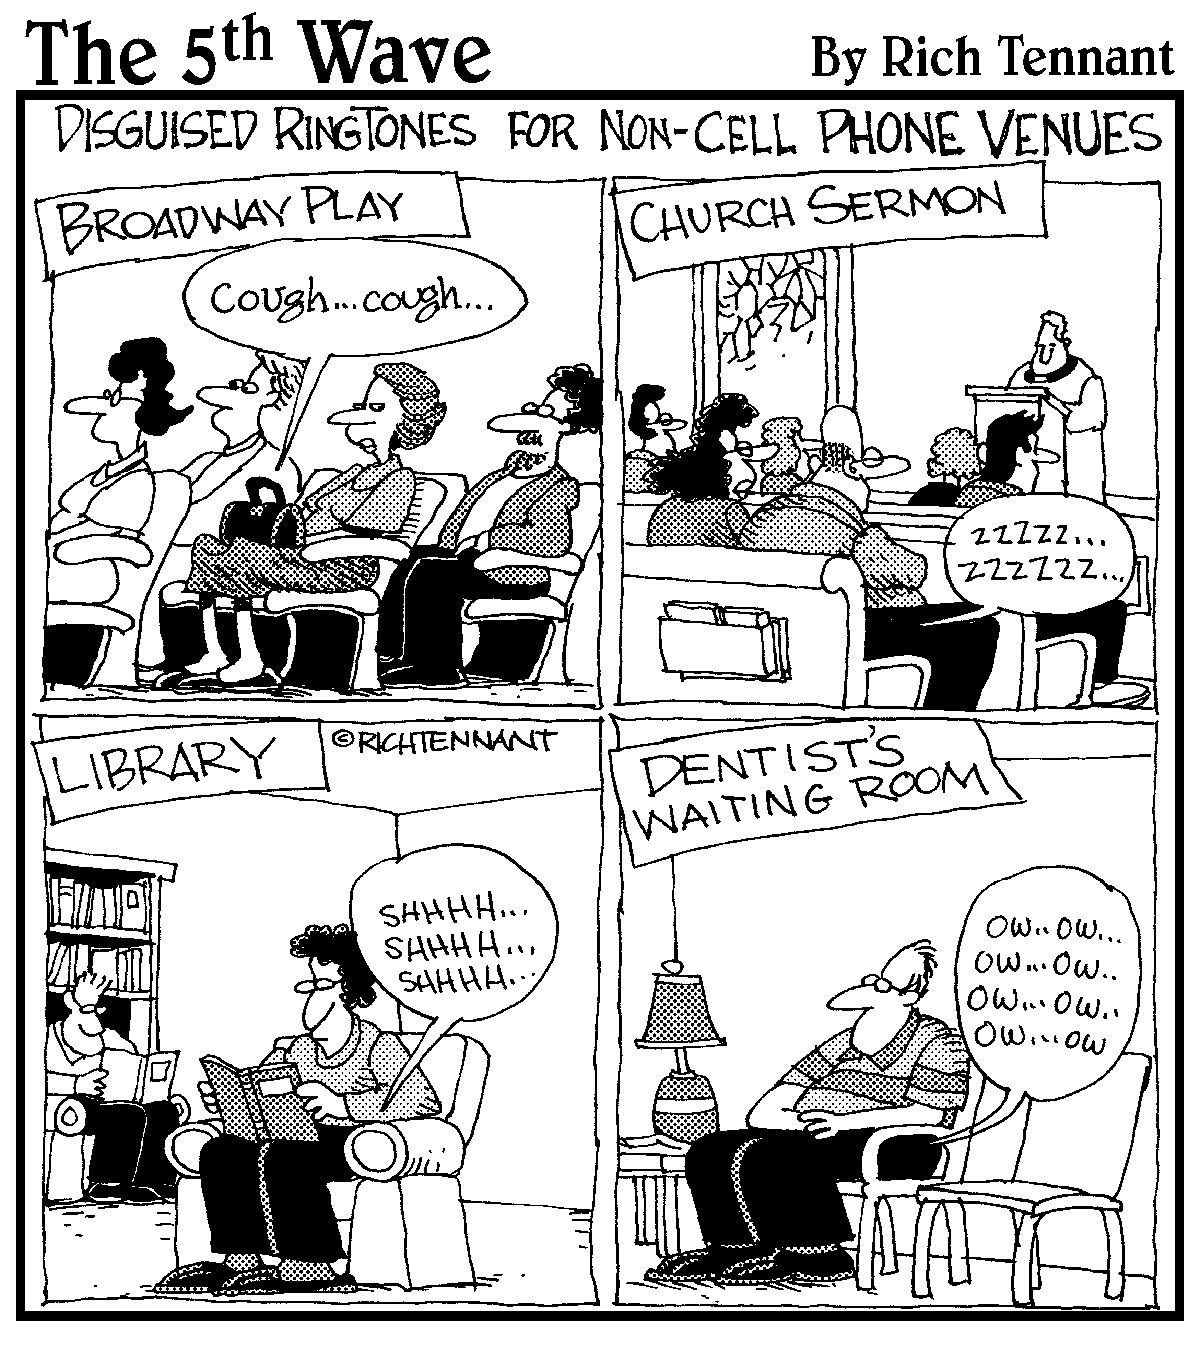 The 5th Wave
By Rich Tennant
DISGUISED RINGTONES FOR NON-CELL PHONE VENUES
BROADWAY PLAY
Cough...cough...
CHURCH SERMON
ZZZZZ...
ZZZZZZ...
LIBRARY
©RICHTENNANT
SHHHH...
SHHHH...
SHHHH...
DENTIST'S
WAITING ROOM
OW..OW...
OW...OW..
OW...OW..
OW...OW